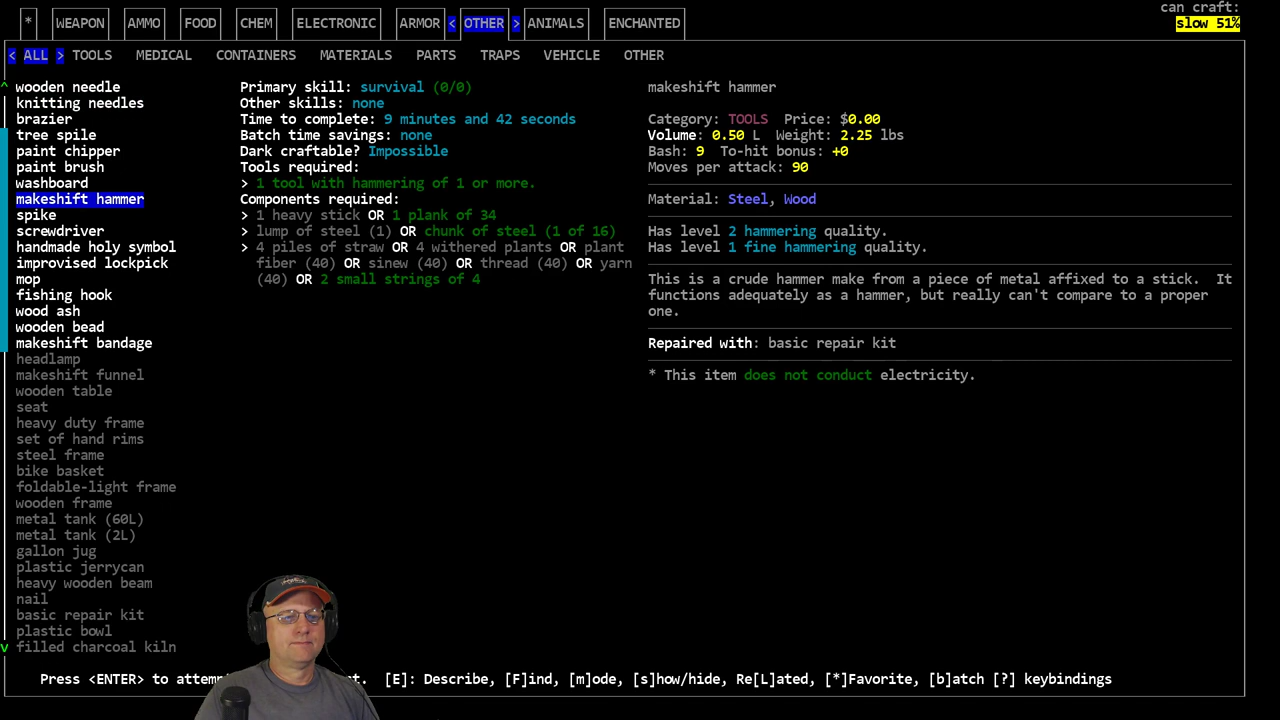 can craft:
* WEAPON AMMO FOOD CHEM ELECTRONIC ARMOR < OTHER > ANIMALS ENCHANTED
slow 51%
< ALL > TOOLS MEDICAL CONTAINERS MATERIALS PARTS TRAPS VEHICLE OTHER
^ wooden needle
knitting needles
brazier
tree spile
paint chipper
paint brush
washboard
makeshift hammer
spike
screwdriver
handmade holy symbol
improvised lockpick
mop
fishing hook
wood ash
wooden bead
makeshift bandage
headlamp
makeshift funnel
wooden table
seat
heavy duty frame
set of hand rims
steel frame
bike basket
foldable-light frame
wooden frame
metal tank (60L)
metal tank (2L)
gallon jug
plastic jerrycan
heavy wooden beam
nail
basic repair kit
plastic bowl
v filled charcoal kiln
Primary skill: survival (0/0)
Other skills: none
Time to complete: 9 minutes and 42 seconds
Batch time savings: none
Dark craftable? Impossible
Tools required:
> 1 tool with hammering of 1 or more.
Components required:
> 1 heavy stick OR 1 plank of 34
> lump of steel (1) OR chunk of steel (1 of 16)
> 4 piles of straw OR 4 withered plants OR plant
fiber (40) OR sinew (40) OR thread (40) OR yarn
(40) OR 2 small strings of 4
makeshift hammer
Category: TOOLS Price: $0.00
Volume: 0.50 L Weight: 2.25 lbs
Bash: 9 To-hit bonus: +0
Moves per attack: 90
Material: Steel, Wood
Has level 2 hammering quality.
Has level 1 fine hammering quality.
This is a crude hammer make from a piece of metal affixed to a stick. It
functions adequately as a hammer, but really can't compare to a proper
one.
Repaired with: basic repair kit
* This item does not conduct electricity.
Press <ENTER> to attem t. [E]: Describe, [F]ind, [m]ode, [s]how/hide, Re[L]ated, [*]Favorite, [b]atch [?] keybindings